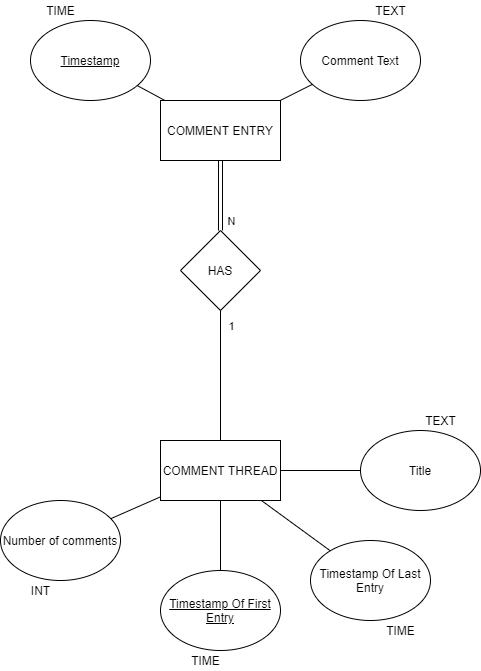 TIME
TEXT
Timestamp
Comment Text
COMMENT ENTRY
N
HAS
1
TEXT
COMMENT THREAD
Title
Number of comments
Timestamp Of Last
Entry
INT
Timestamp Of First
Entry
TIME
TIME